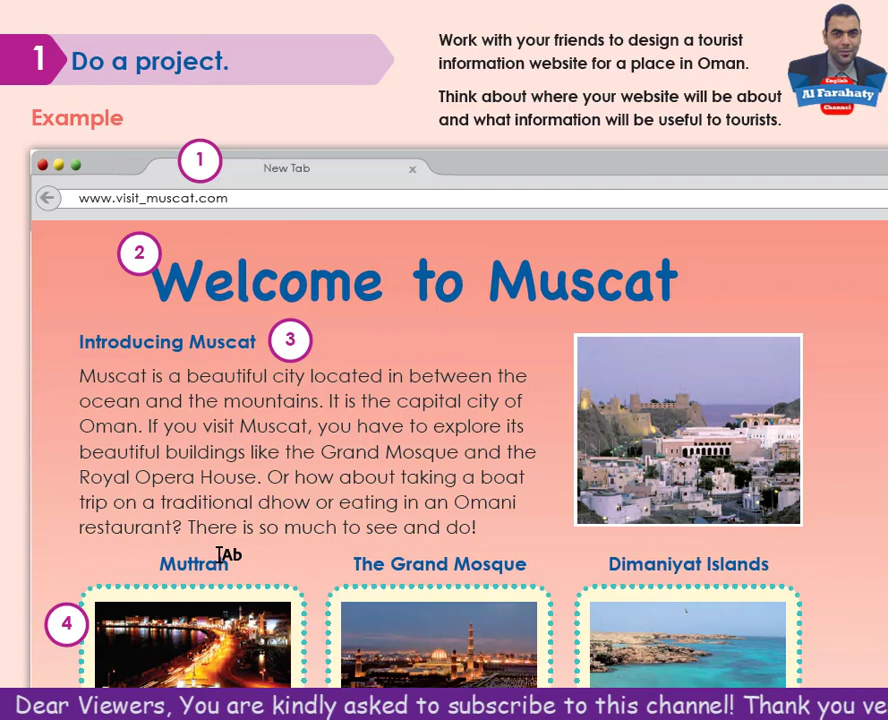 1 Do a project.
Work with your friends to design a tourist
information website for a place in Oman.
Think about where your website will be about
and what information will be useful to tourists.
English
Al Farahaty
Channel
Example
1
New Tab x
www.visit_muscat.com
2
Welcome to Muscat
Introducing Muscat 3
Muscat is a beautiful city located in between the
ocean and the mountains. It is the capital city of
Oman. If you visit Muscat, you have to explore its
beautiful buildings like the Grand Mosque and the
Royal Opera House. Or how about taking a boat
trip on a traditional dhow or eating in an Omani
restaurant? There is so much to see and do!
Ab
Muttrah The Grand Mosque Dimaniyat Islands
4
Dear Viewers, You are kindly asked to subscribe to this channel! Thank you ve